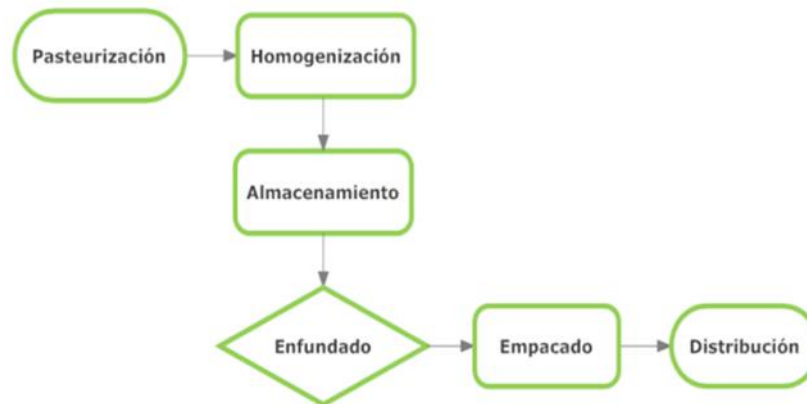 Pasteurización
Homogenización
Almacenamiento
Enfundado
Empacado
Distribución